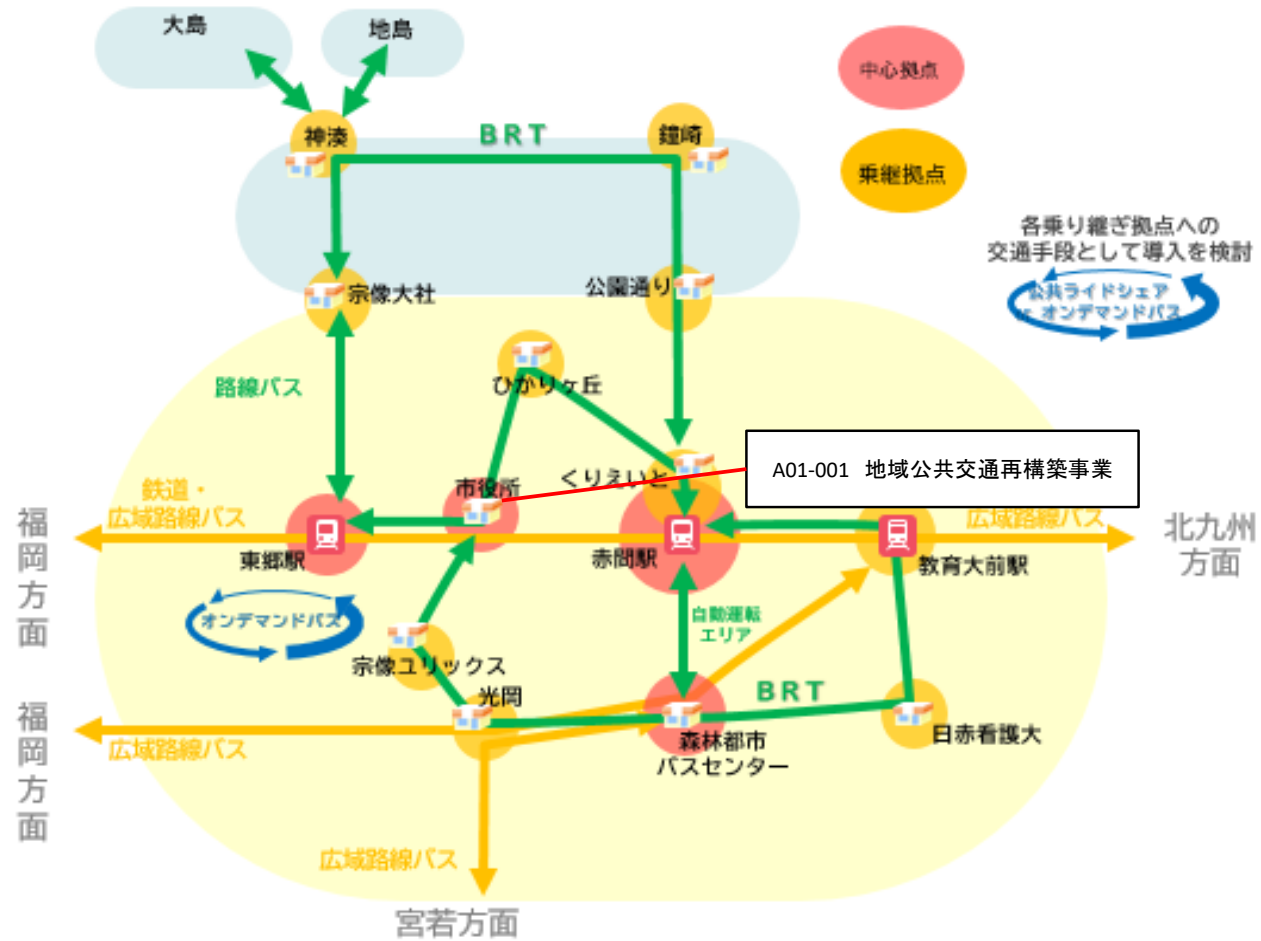 大島
地島
中心拠点
神湊
BRT
鐘崎
乗継拠点
各乗り継ぎ拠点への
交通手段として導入を検討
公共ライドシェア
オンデマンドバス
宗像大社
公園通り
路線バス
ひかりヶ丘
A01-001 地域公共交通再構築事業
くりえいと
市役所
鉄道・
広域路線バス
広域路線バス
福岡方面
北九州
方面
東郷駅
赤間駅
教育大前駅
オンデマンドバス
自動運転
エリア
宗像ユリックス
光岡
BRT
福岡方面
広域路線バス
森林都市
バスセンター
日赤看護大
広域路線バス
宮若方面